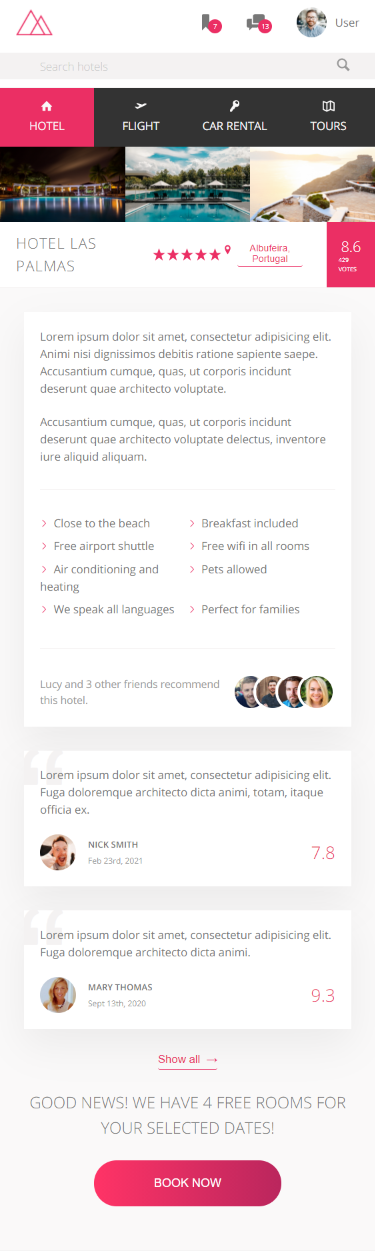 7
13
User
Search hotels
HOTEL
FLIGHT
CAR RENTAL
TOURS
HOTEL LAS
PALMAS
Albufeira,
Portugal
8.6
429
VOTES
Lorem ipsum dolor sit amet, consectetur adipisicing elit.
Animi nisi dignissimos debitis ratione sapiente saepe.
Accusantium cumque, quas, ut corporis incidunt
deserunt quae architecto voluptate.
Accusantium cumque, quas, ut corporis incidunt
deserunt quae architecto voluptate delectus, inventore
iure aliquid aliquam.
Close to the beach
Breakfast included
Free airport shuttle
Free wifi in all rooms
Air conditioning and
heating
Pets allowed
We speak all languages
Perfect for families
Lucy and 3 other friends recommend
this hotel.
Lorem ipsum dolor sit amet, consectetur adipisicing elit.
Fuga doloremque architecto dicta animi, totam, itaque
officia ex.
NICK SMITH
Feb 23rd, 2021
7.8
Lorem ipsum dolor sit amet, consectetur adipisicing elit.
Fuga doloremque architecto dicta animi.
MARY THOMAS
Sept 13th, 2020
9.3
Show all →
GOOD NEWS! WE HAVE 4 FREE ROOMS FOR
YOUR SELECTED DATES!
BOOK NOW